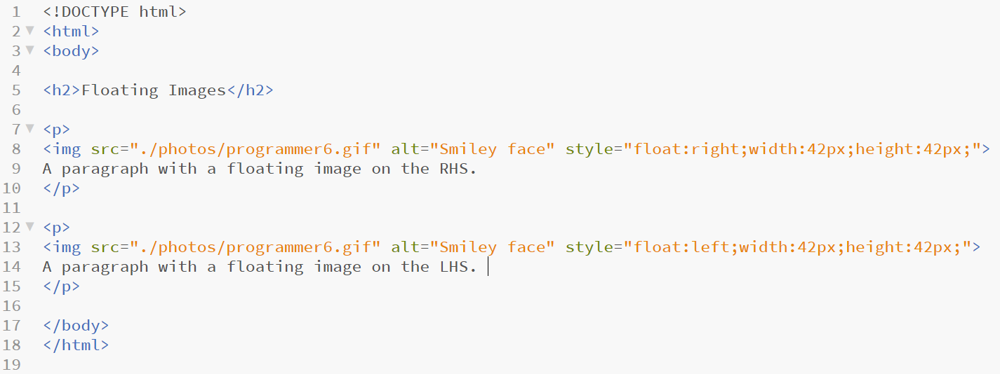 1 <!DOCTYPE html>
2 <html>
3 <body>
4
5 <h2>Floating Images</h2>
6
7 <p>
8 <img src="./photos/programmer6.gif" alt="Smiley face" style="float:right;width:42px;height:42px;">
9 A paragraph with a floating image on the RHS.
10 </p>
11
12 <p>
13 <img src="./photos/programmer6.gif" alt="Smiley face" style="float:left;width:42px;height:42px;">
14 A paragraph with a floating image on the LHS.
15 </p>
16
17 </body>
18 </html>
19